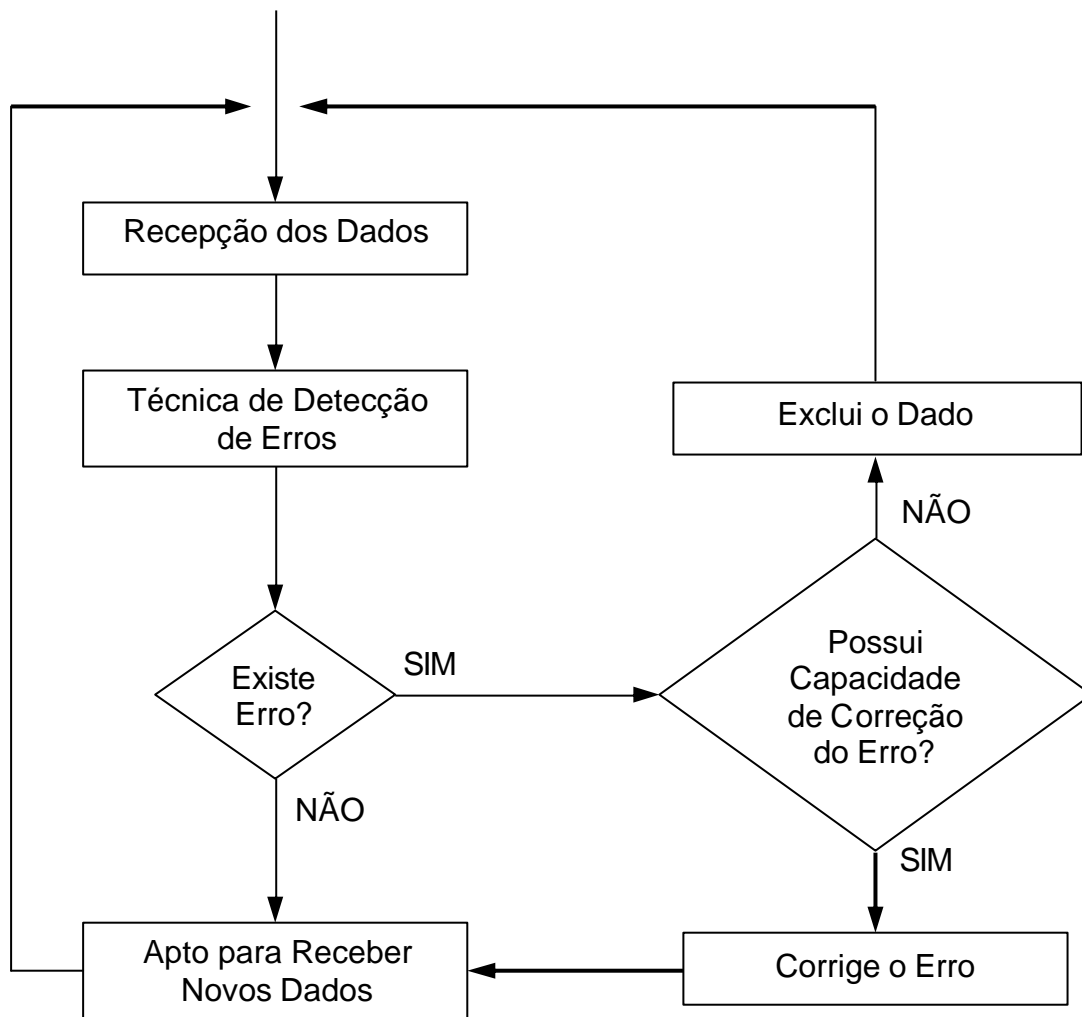 Recepção dos Dados
Técnica de Detecção
de Erros
Exclui o Dado
NÃO
Existe
Erro?
SIM
Possui
Capacidade
de Correção
do Erro?
NÃO
SIM
Apto para Receber
Novos Dados
Corrige o Erro